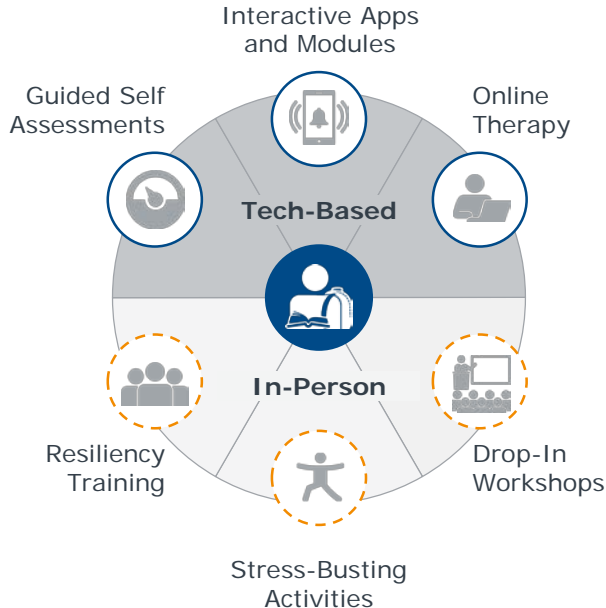 Interactive Apps
and Modules
Guided Self
Assessments
Online
Therapy
Tech-Based
In-Person
Resiliency
Training
Drop-In
Workshops
Stress-Busting
Activities